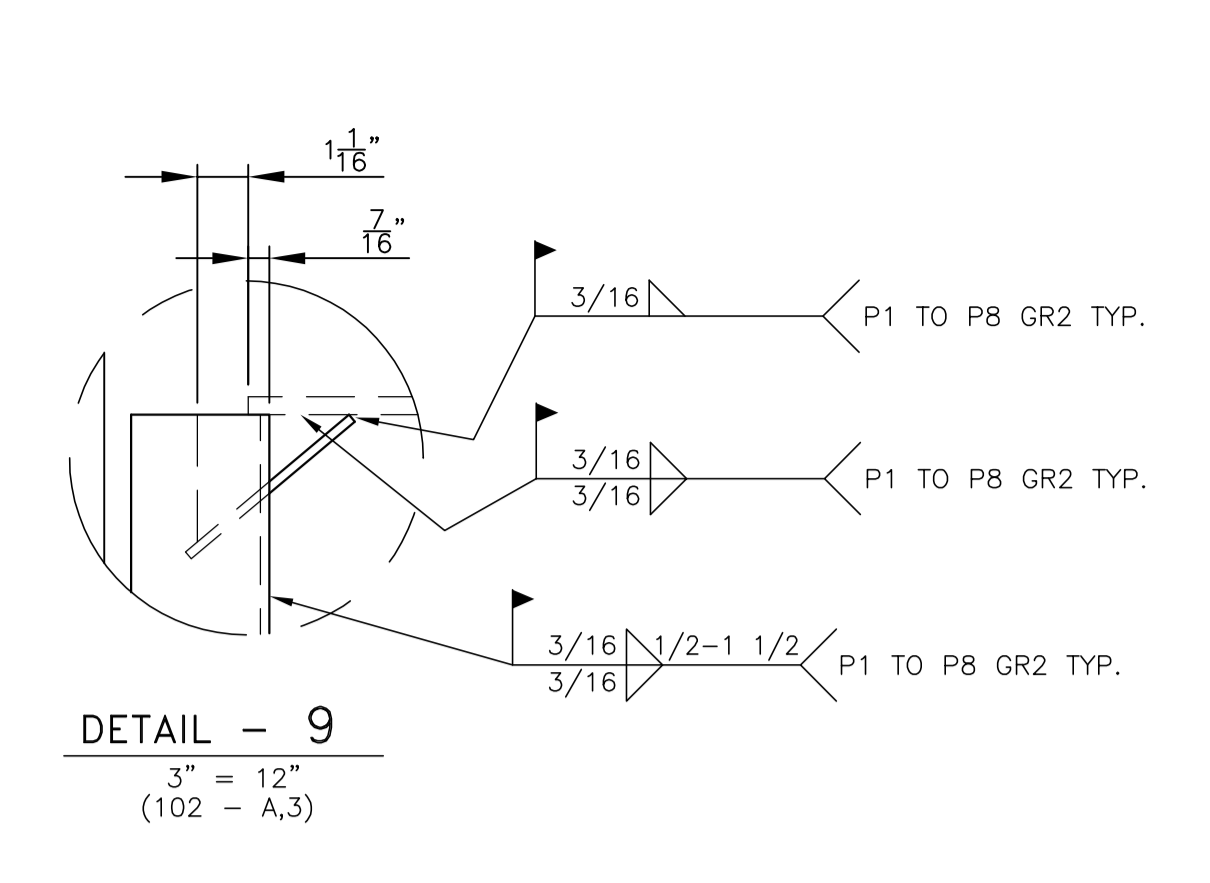 1 1/16”
7/16”
3/16 P1 TO P8 GR2 TYP.
3/16
3/16 P1 TO P8 GR2 TYP.
3/16 1/2-1 1/2
3/16 P1 TO P8 GR2 TYP.
DETAIL - 9
3” = 12”
(102 - A,3)